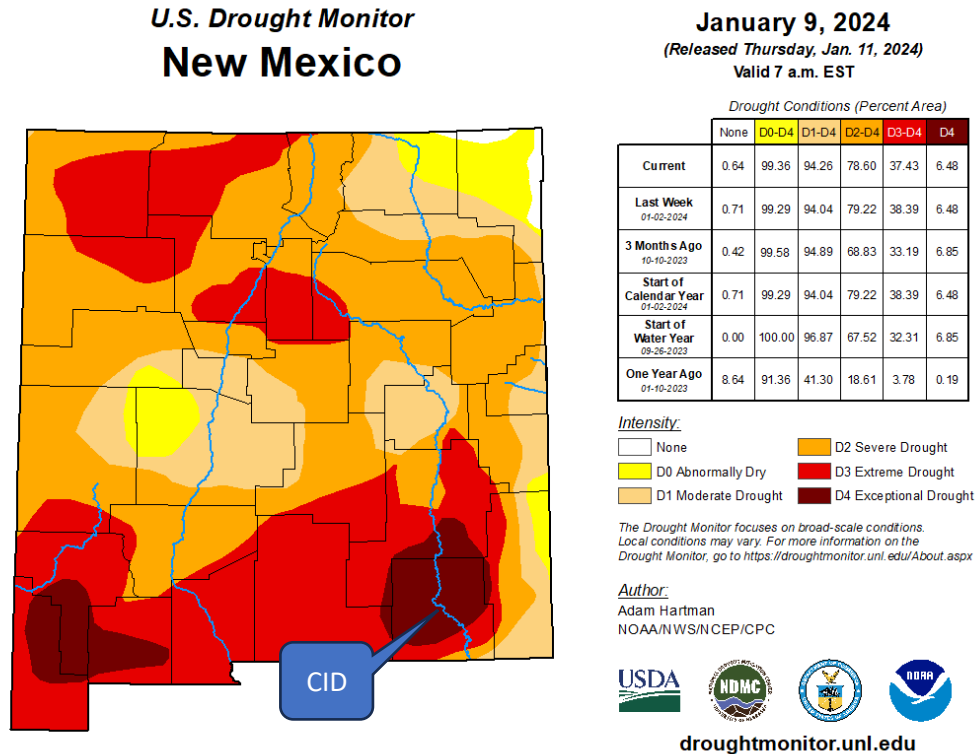 U.S. Drought Monitor
New Mexico
January 9, 2024
(Released Thursday, Jan. 11, 2024)
Valid 7 a.m. EST
Drought Conditions (Percent Area)
None D0-D4 D1-D4 D2-D4 D3-D4 D4
Current 0.64 99.36 94.26 78.60 37.43 6.48
Last Week
01-02-2024
0.71 99.29 94.04 79.22 38.39 6.48
3 Months Ago
10-10-2023
0.42 99.58 94.89 68.83 33.19 6.85
Start of
Calendar Year
01-02-2024
0.71 99.29 94.04 79.22 38.39 6.48
Start of
Water Year
09-26-2023
0.00 100.00 96.87 67.52 32.31 6.85
One Year Ago
01-10-2023
8.64 91.36 41.30 18.61 3.78 0.19
Intensity:
None
D0 Abnormally Dry
D1 Moderate Drought
D2 Severe Drought
D3 Extreme Drought
D4 Exceptional Drought
The Drought Monitor focuses on broad-scale conditions.
Local conditions may vary. For more information on the
Drought Monitor, go to https://droughtmonitor.unl.edu/About.aspx
Author:
Adam Hartman
NOAA/NWS/NCEP/CPC
CID
USDA
NDMC
NOAA
droughtmonitor.unl.edu